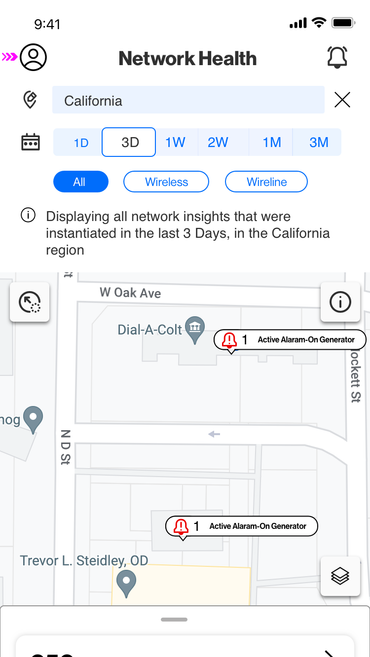 9:41
Network Health
California
1D 3D 1W 2W 1M 3M
All Wireless Wireline
Displaying all network insights that were
instantiated in the last 3 Days, in the California
region
W Oak Ave
Dial-A-Colt
1 Active Alaram-On Generator
ockett St
nog
N D St
1 Active Alaram-On Generator
Trevor L. Steidley, OD